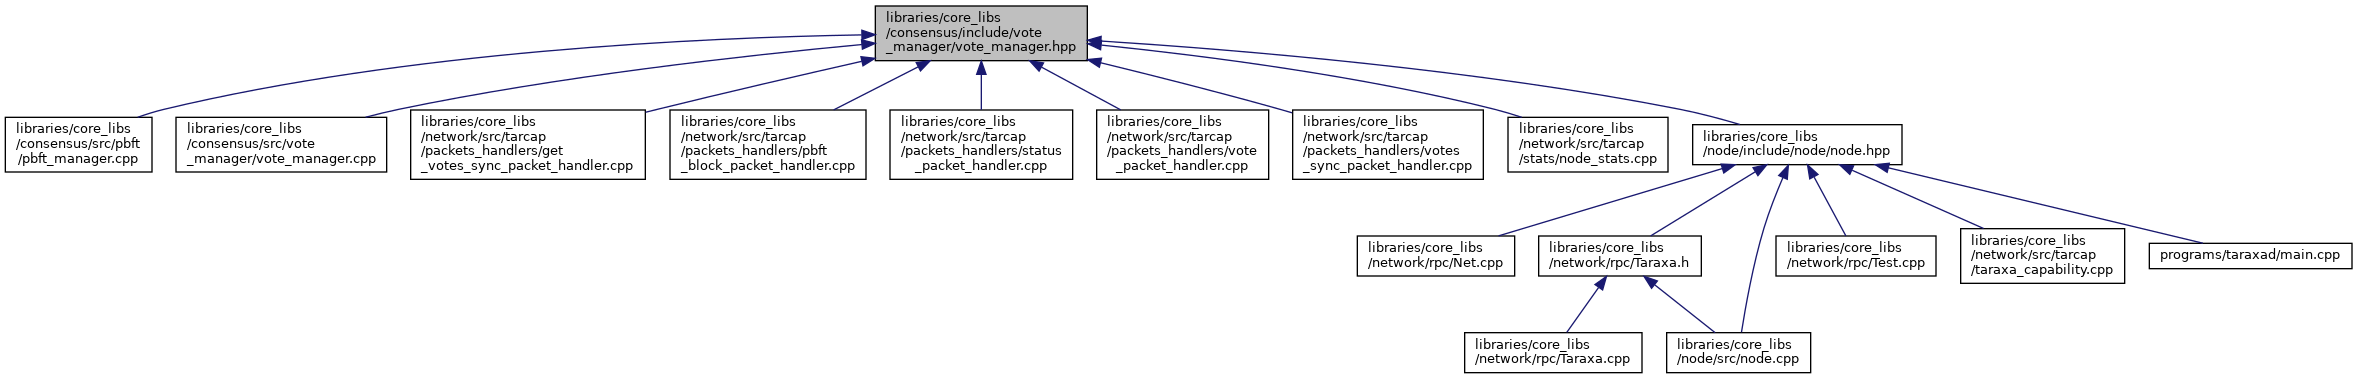 libraries/core_libs
/consensus/include/vote
_manager/vote_manager.hpp
libraries/core_libs
/consensus/src/pbft
/pbft_manager.cpp
libraries/core_libs
/consensus/src/vote
_manager/vote_manager.cpp
libraries/core_libs
/network/src/tarcap
/packets_handlers/get
_votes_sync_packet_handler.cpp
libraries/core_libs
/network/src/tarcap
/packets_handlers/pbft
_block_packet_handler.cpp
libraries/core_libs
/network/src/tarcap
/packets_handlers/status
_packet_handler.cpp
libraries/core_libs
/network/src/tarcap
/packets_handlers/vote
_packet_handler.cpp
libraries/core_libs
/network/src/tarcap
/packets_handlers/votes
_sync_packet_handler.cpp
libraries/core_libs
/network/src/tarcap
/stats/node_stats.cpp
libraries/core_libs
/node/include/node/node.hpp
libraries/core_libs
/network/rpc/Net.cpp
libraries/core_libs
/network/rpc/Taraxa.h
libraries/core_libs
/network/rpc/Test.cpp
libraries/core_libs
/network/src/tarcap
/taraxa_capability.cpp
programs/taraxad/main.cpp
libraries/core_libs
/network/rpc/Taraxa.cpp
libraries/core_libs
/node/src/node.cpp